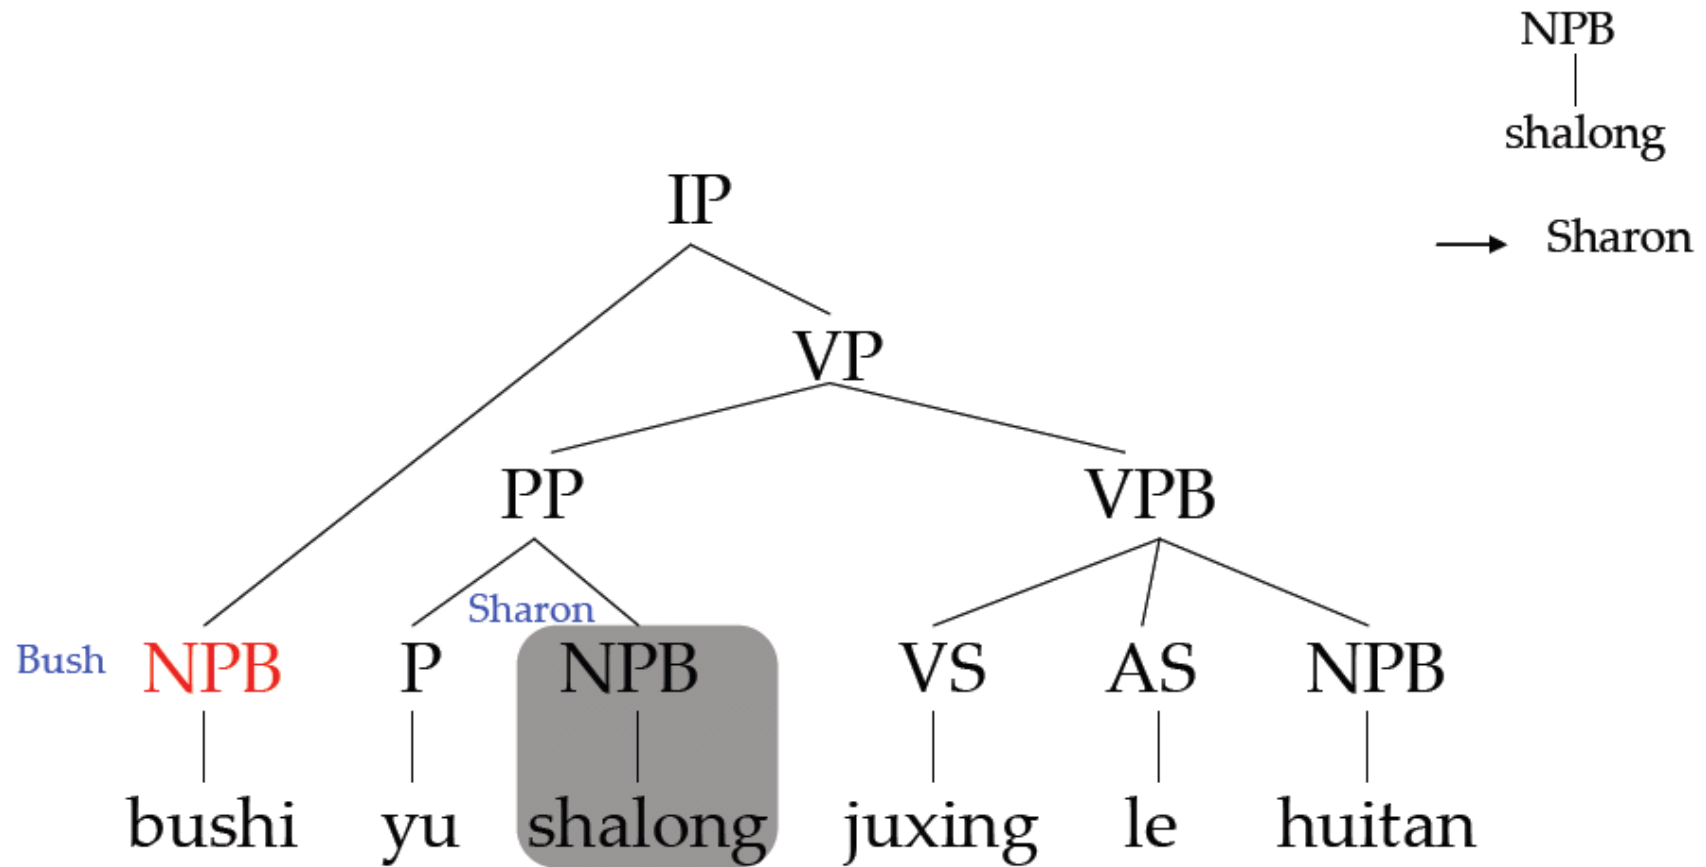 NPB
shalong
→ Sharon
IP
VP
PP VPB
Sharon
Bush NPB P NPB VS AS NPB
bushi yu shalong juxing le huitan